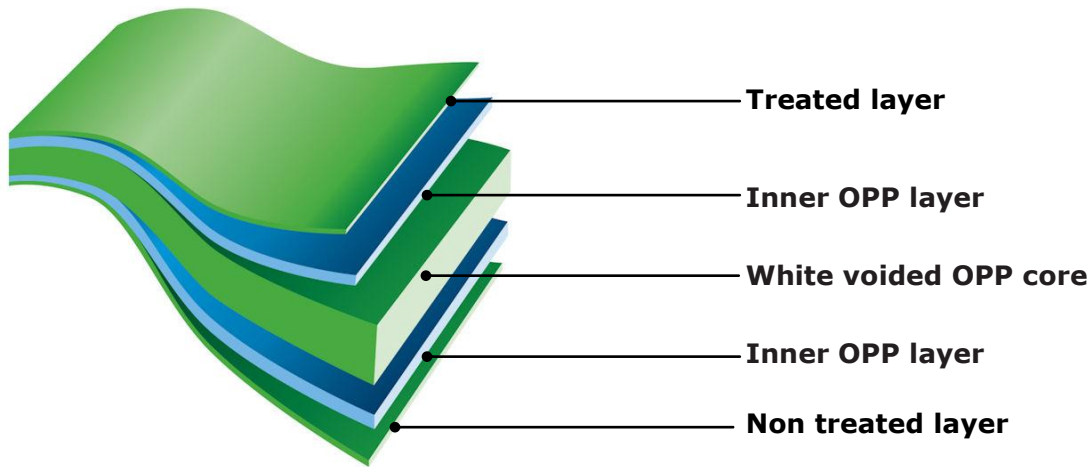 Treated layer
Inner OPP layer
White voided OPP core
Inner OPP layer
Non treated layer